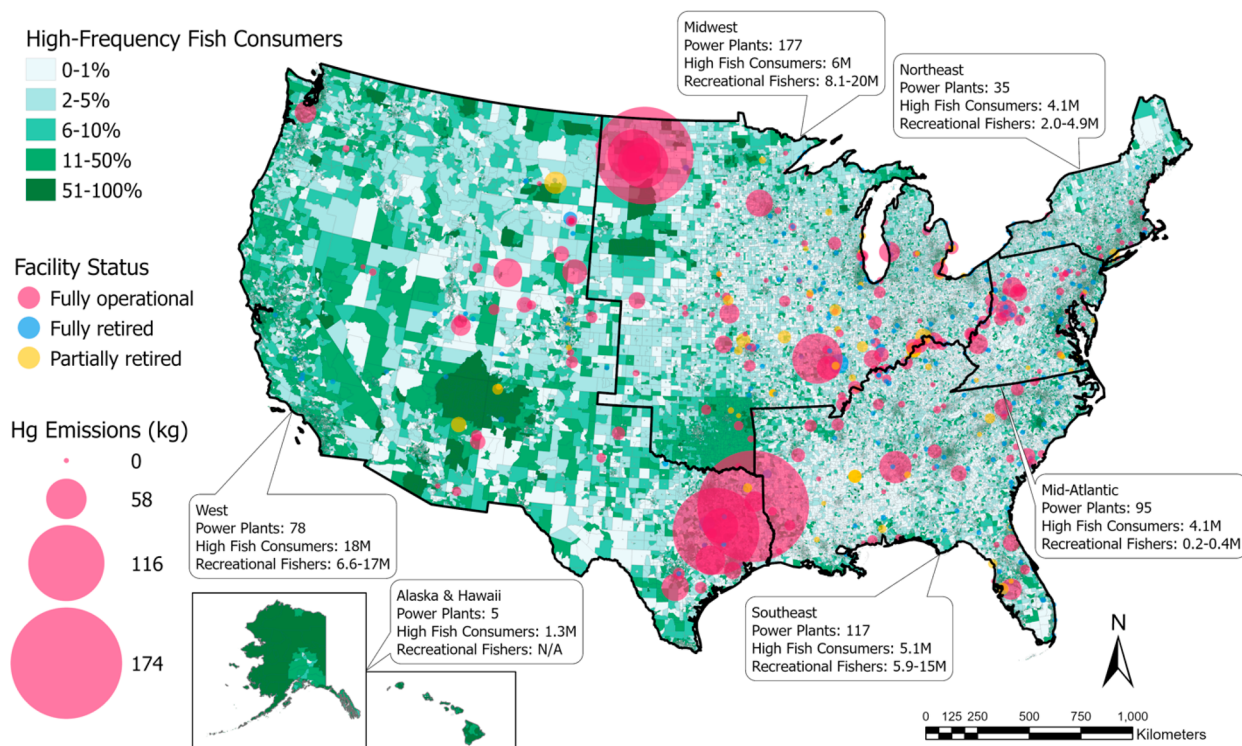 High-Frequency Fish Consumers
0-1%
2-5%
6-10%
11-50%
51-100%
Facility Status
Fully operational
Fully retired
Partially retired
Hg Emissions (kg)
0
58
116
174
Midwest
Power Plants: 177
High Fish Consumers: 6M
Recreational Fishers: 8.1-20M
Northeast
Power Plants: 35
High Fish Consumers: 4.1M
Recreational Fishers: 2.0-4.9M
West
Power Plants: 78
High Fish Consumers: 18M
Recreational Fishers: 6.6-17M
Alaska & Hawaii
Power Plants: 5
High Fish Consumers: 1.3M
Recreational Fishers: N/A
Southeast
Power Plants: 117
High Fish Consumers: 5.1M
Recreational Fishers: 5.9-15M
Mid-Atlantic
Power Plants: 95
High Fish Consumers: 4.1M
Recreational Fishers: 0.2-0.4M
N
0 125 250 500 750 1,000
Kilometers